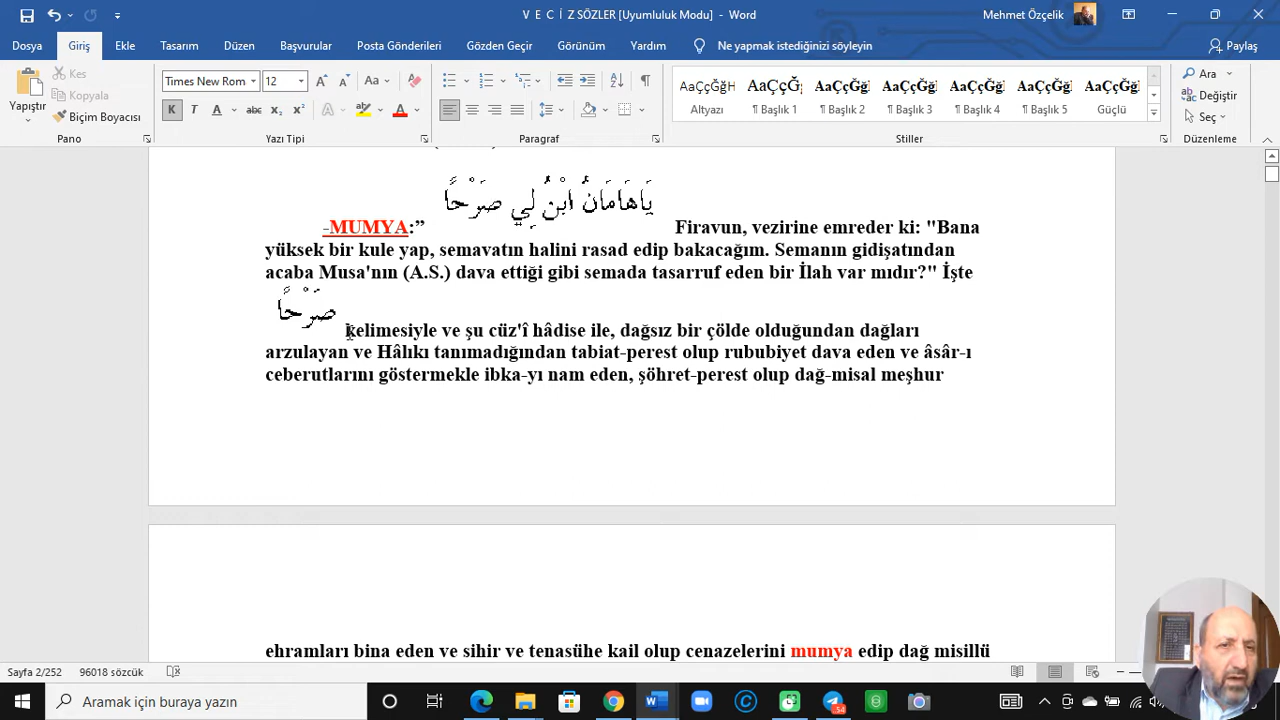 V E C İ Z SÖZLER [Uyumluluk Modu] - Word
Mehmet Özçelik
Dosya Giriş Ekle Tasarım Düzen Başvurular Posta Gönderileri Gözden Geçir Görünüm Yardım Ne yapmak istediğinizi söyleyin Paylaş
Yapıştır
Kes
Kopyala
Biçim Boyacısı
Times New Rom 12
AaÇçĞğH AaÇçĞğ AaÇçĞğ AaÇçĞğ AaÇçĞğ AaÇçĞğ AaÇçĞğ
Altyazı ¶ Başlık 1 ¶ Başlık 2 ¶ Başlık 3 ¶ Başlık 4 ¶ Başlık 5 Güçlü
Ara
Değiştir
Seç
Pano Yazı Tipi Paragraf Stiller Düzenleme
يَاهَامَانُ ابْنُ لِي صَرْحًا
-MUMYA:” Firavun, vezirine emreder ki: "Bana
yüksek bir kule yap, semavatın halini rasad edip bakacağım. Semanın gidişatından
acaba Musa'nın (A.S.) dava ettiği gibi semada tasarruf eden bir İlah var mıdır?" İşte
صَرْحًا
kelimesiyle ve şu cüz'î hâdise ile, dağsız bir çölde olduğundan dağları
arzulayan ve Hâlıkı tanımadığından tabiat-perest olup rububiyet dava eden ve âsâr-ı
ceberutlarını göstermekle ibka-yı nam eden, şöhret-perest olup dağ-misal meşhur
ehramları bina eden ve sihir ve tenasühe kail olup cenazelerini mumya edip dağ misillü
Sayfa 2/252 96018 sözcük
Aramak için buraya yazın
54